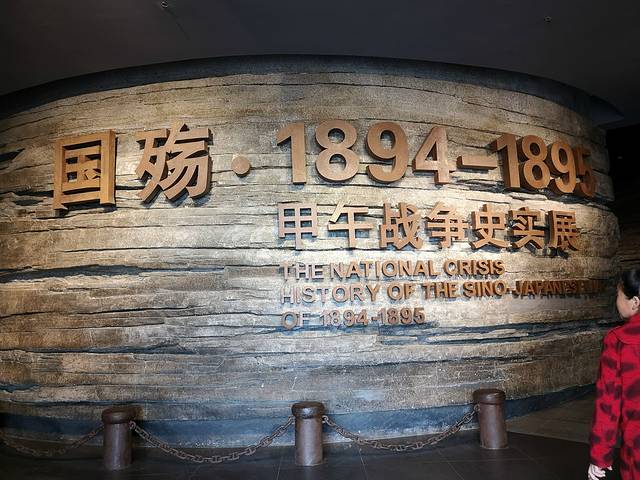 国殇·1894-1895
甲午战争史实展
THE NATIONAL CRISIS
HISTORY OF THE SINO-JAPANESE
OF 1894-1895